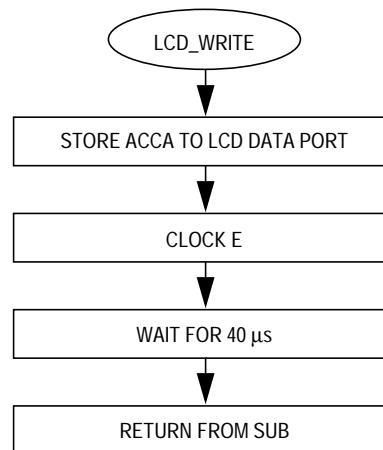 LCD_WRITE
STORE ACCA TO LCD DATA PORT
CLOCK E
WAIT FOR 40 µs
RETURN FROM SUB